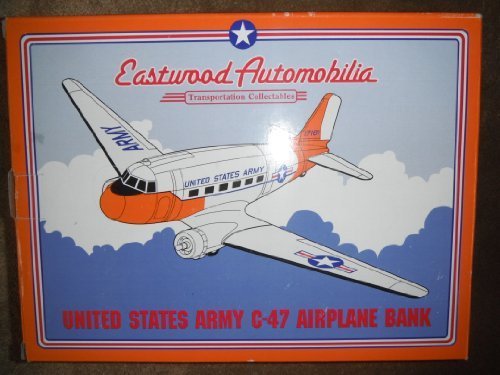 Eastwood Automobilia
Transportation Collectables
ARMY
UNITED STATES ARMY
UNITED STATES ARMY C-47 AIRPLANE BANK